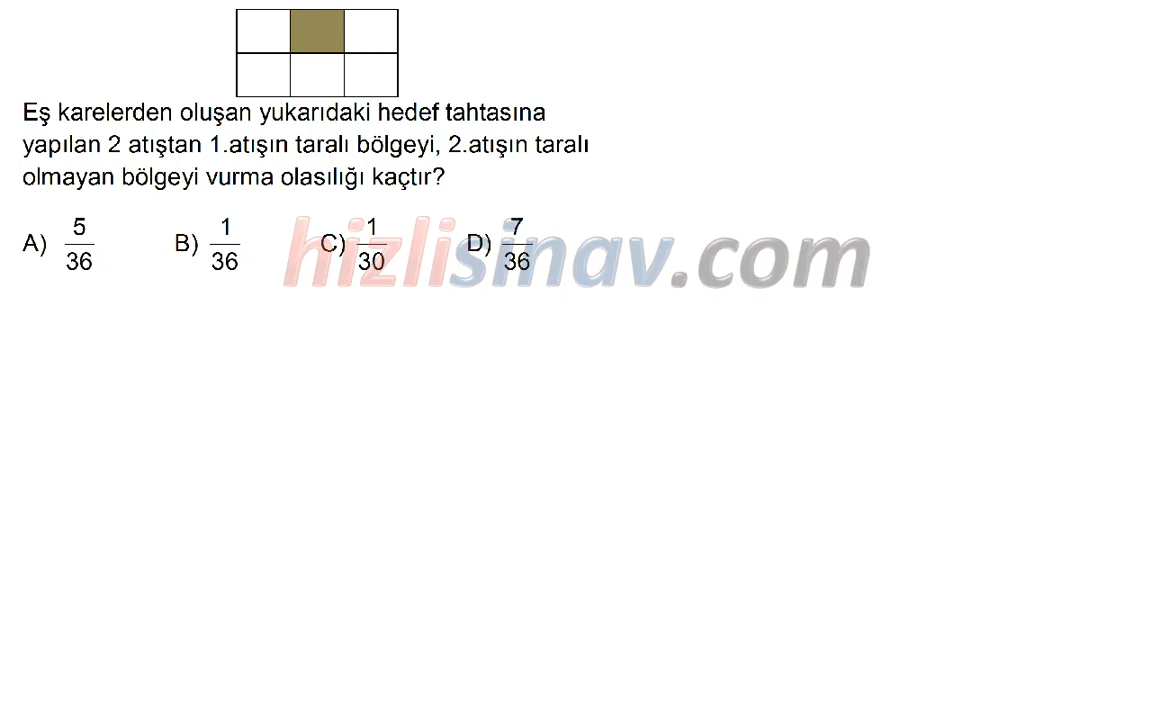 Eş karelerden oluşan yukarıdaki hedef tahtasına
yapılan 2 atıştan 1.atışın taralı bölgeyi, 2.atışın taralı
olmayan bölgeyi vurma olasılığı kaçtır?
A) 5/36 B) 1/36 C) 1/30 D) 7/36
hizlisinav.com